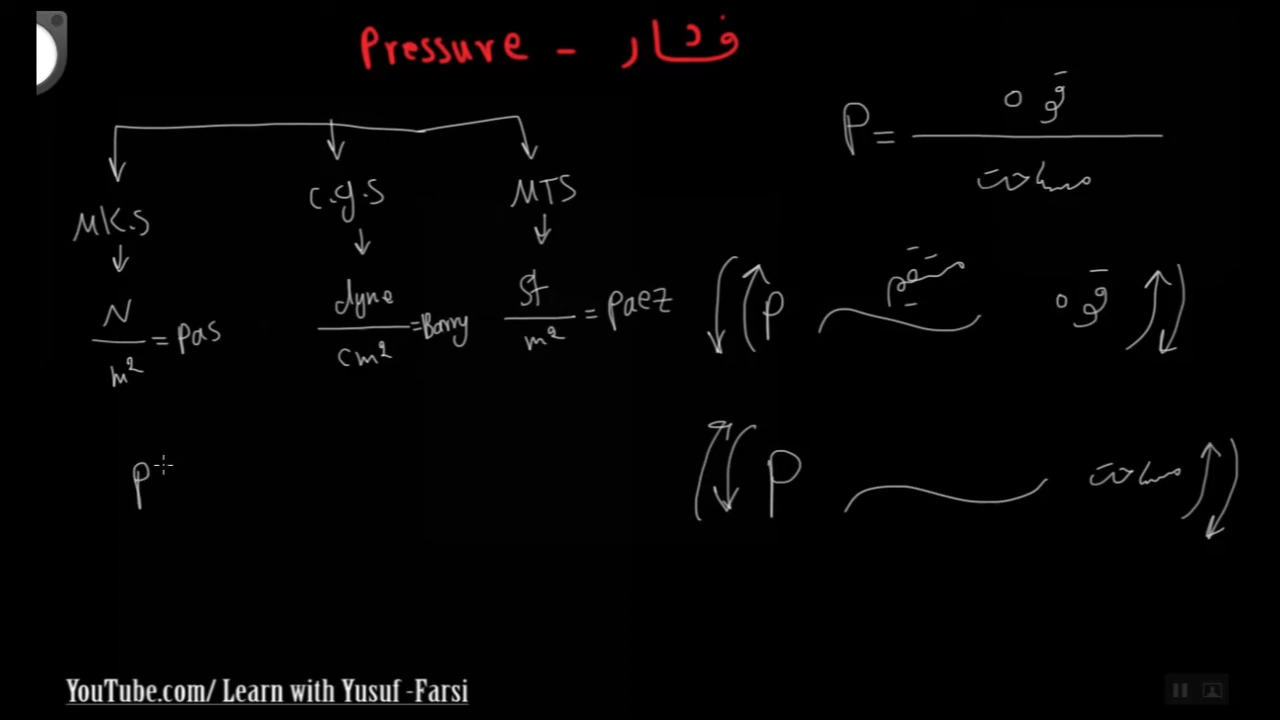 Pressure - فشار
P = قوه
مساحت
MKS
C.g.S
MTS
N
m² = pas
dyne
cm² = Barry
St
m² = paez
P مستقیم قوه
P مساحت
P
YouTube.com/ Learn with Yusuf -Farsi